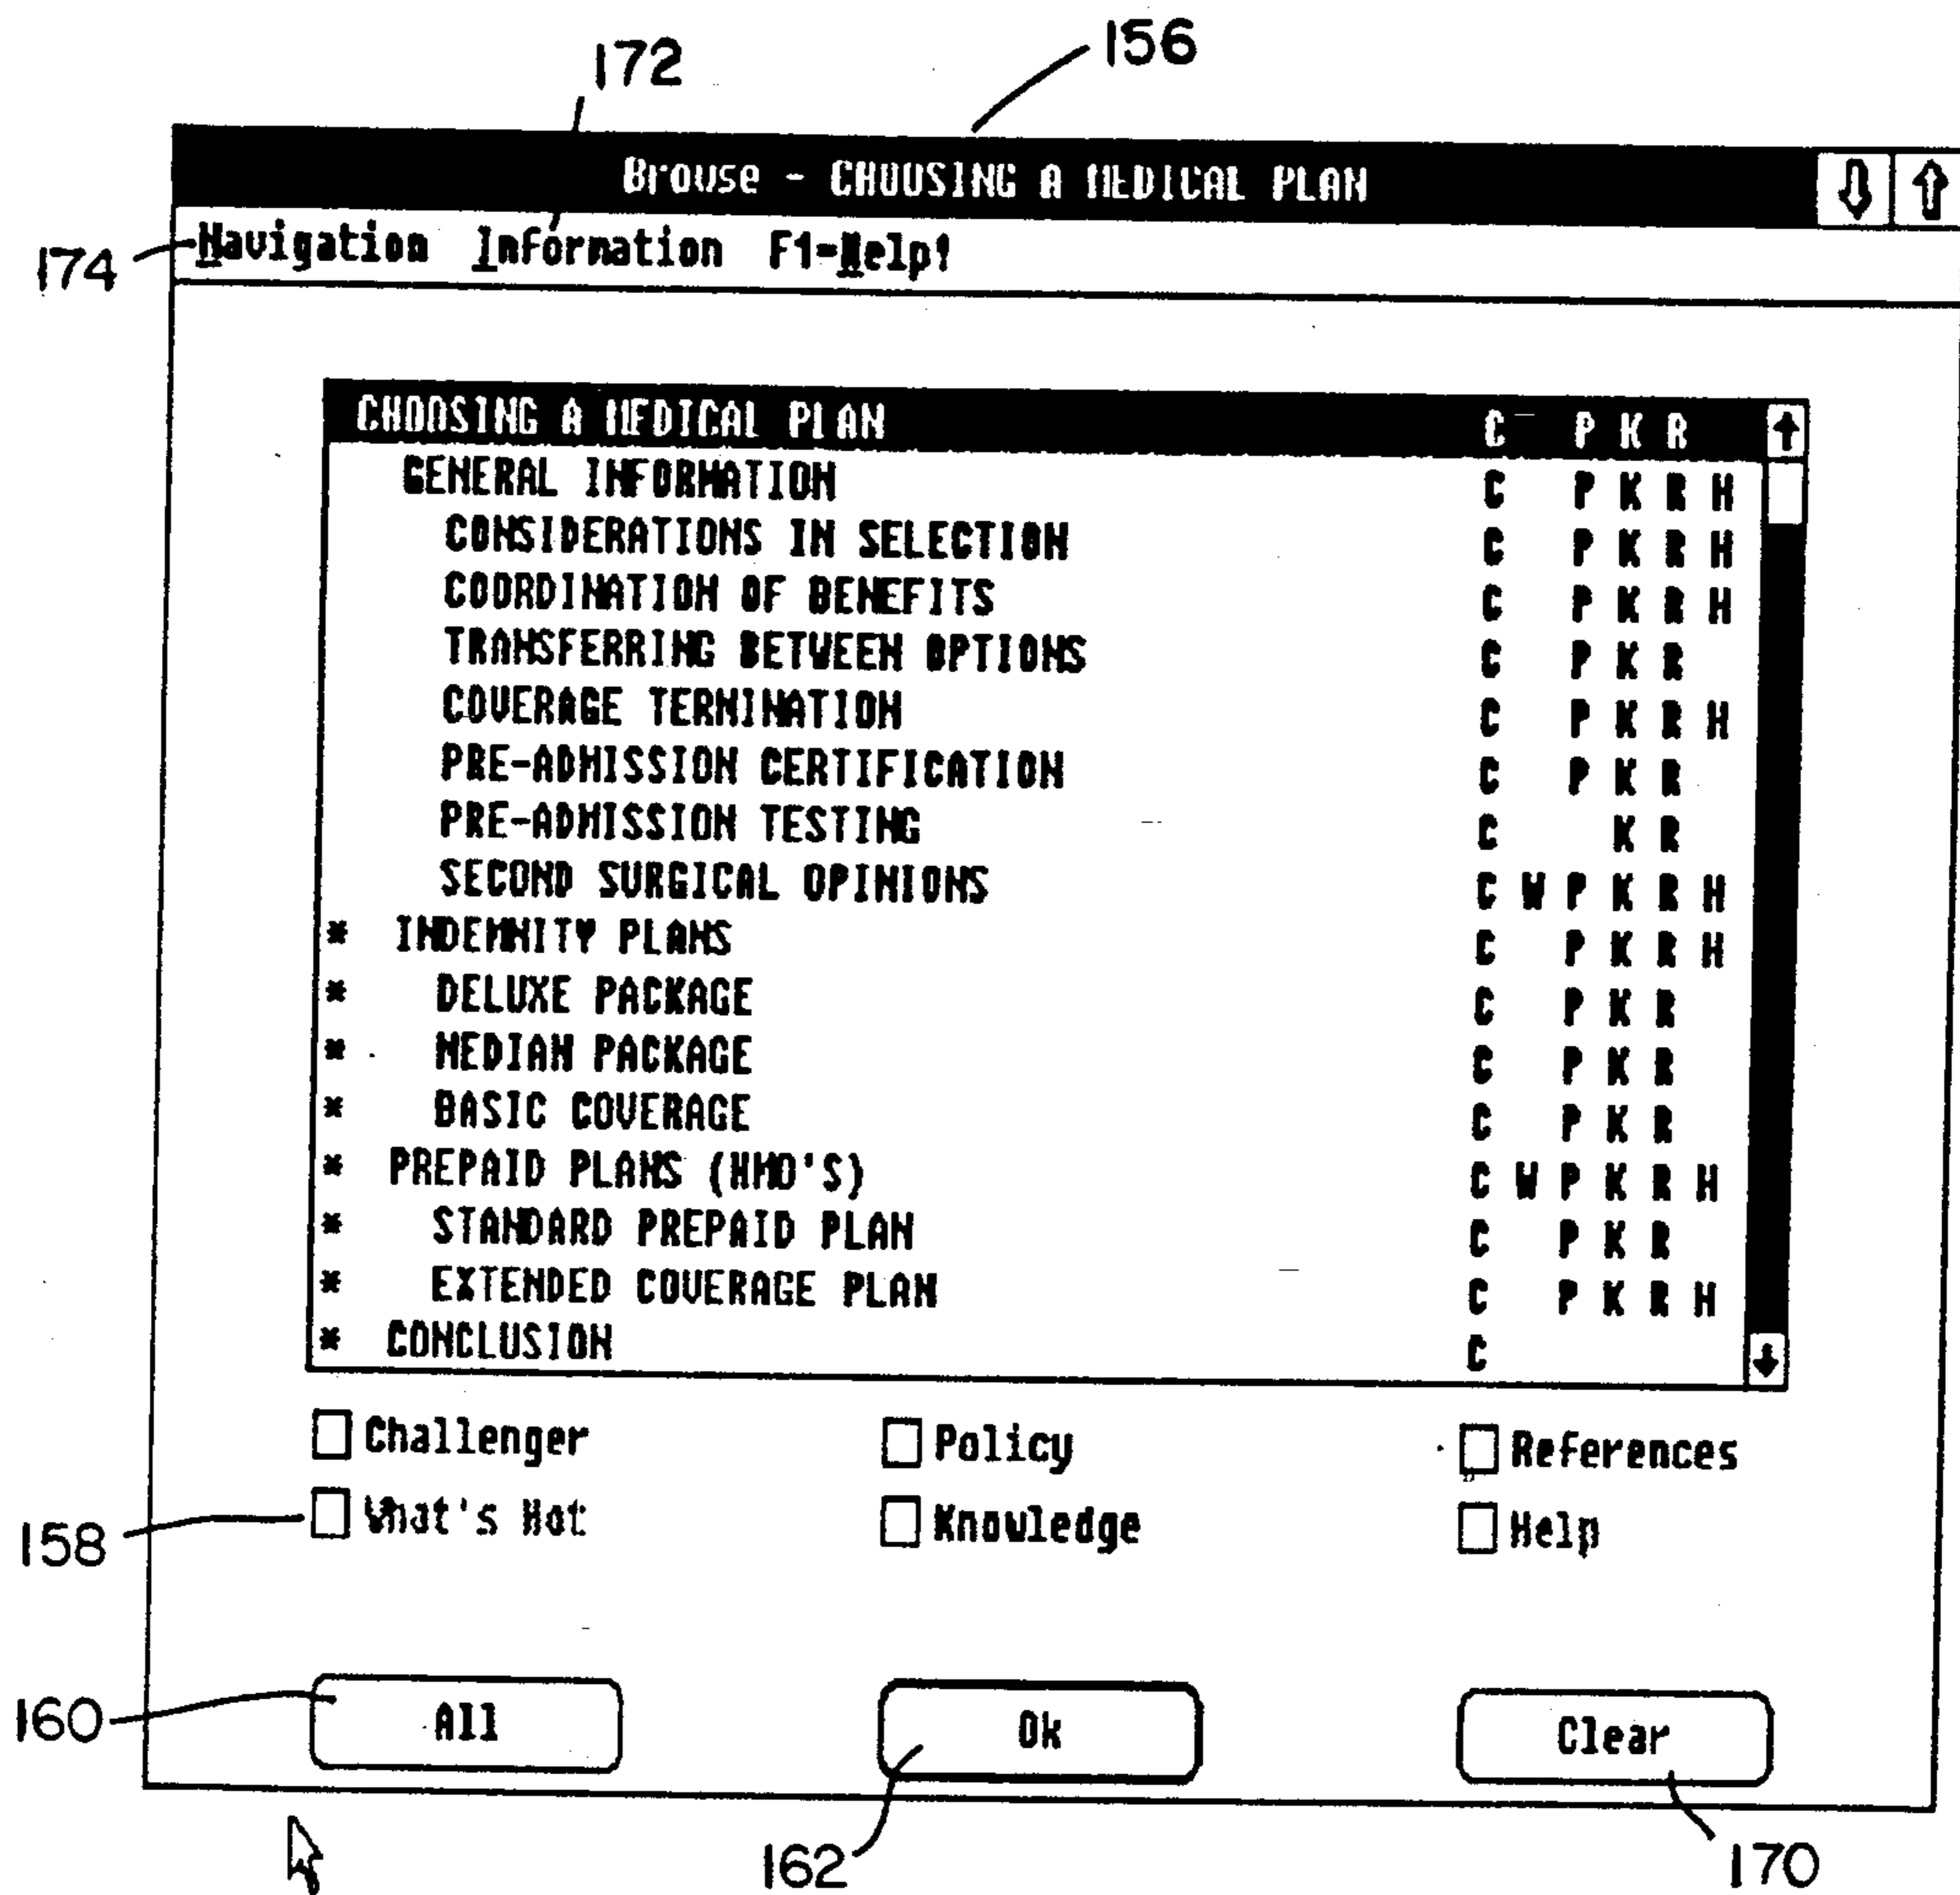 172
156
Browse - CHOOSING A MEDICAL PLAN
174
Navigation Information F1=Help!
CHOOSING A MEDICAL PLAN C P K R
GENERAL INFORMATION C P K R H
CONSIDERATIONS IN SELECTION C P K R H
COORDINATION OF BENEFITS C P K R H
TRANSFERRING BETWEEN OPTIONS C P K R
COVERAGE TERMINATION C P K R H
PRE-ADMISSION CERTIFICATION C P K R
PRE-ADMISSION TESTING C K R
SECOND SURGICAL OPINIONS C W P K R H
* INDEMNITY PLANS C P K R H
* DELUXE PACKAGE C P K R
* MEDIAN PACKAGE C P K R
* BASIC COVERAGE C P K R
* PREPAID PLANS (HMO'S) C W P K R H
* STANDARD PREPAID PLAN C P K R
* EXTENDED COVERAGE PLAN C P K R H
* CONCLUSION C
Challenger Policy References
158
What's Hot Knowledge Help
160
All Ok Clear
162
170